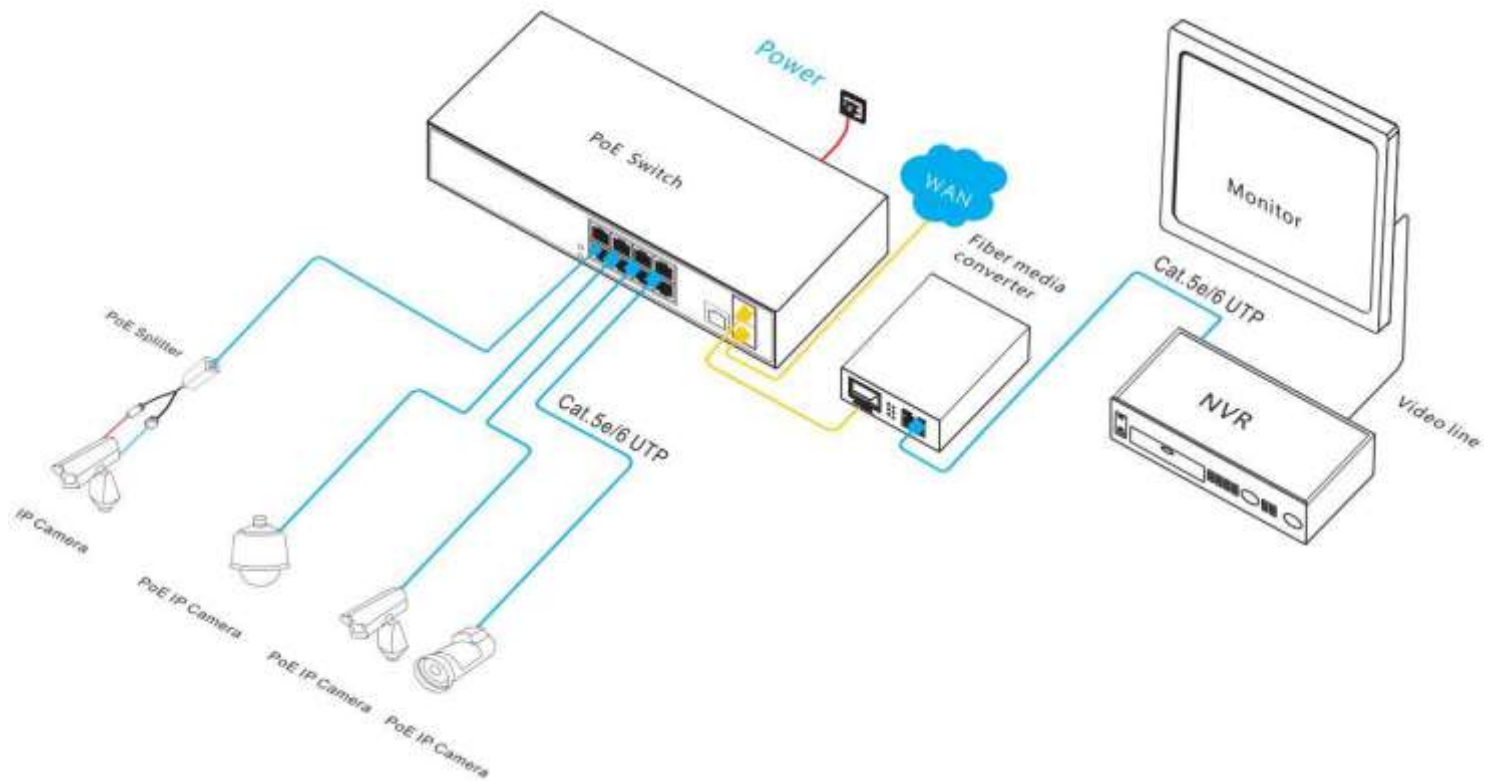 Power
PoE Switch
WAN
Fiber media
converter
Monitor
Cat.5e/6 UTP
NVR
Video line
PoE Splitter
Cat.5e/6 UTP
IP Camera
PoE IP Camera
PoE IP Camera
PoE IP Camera